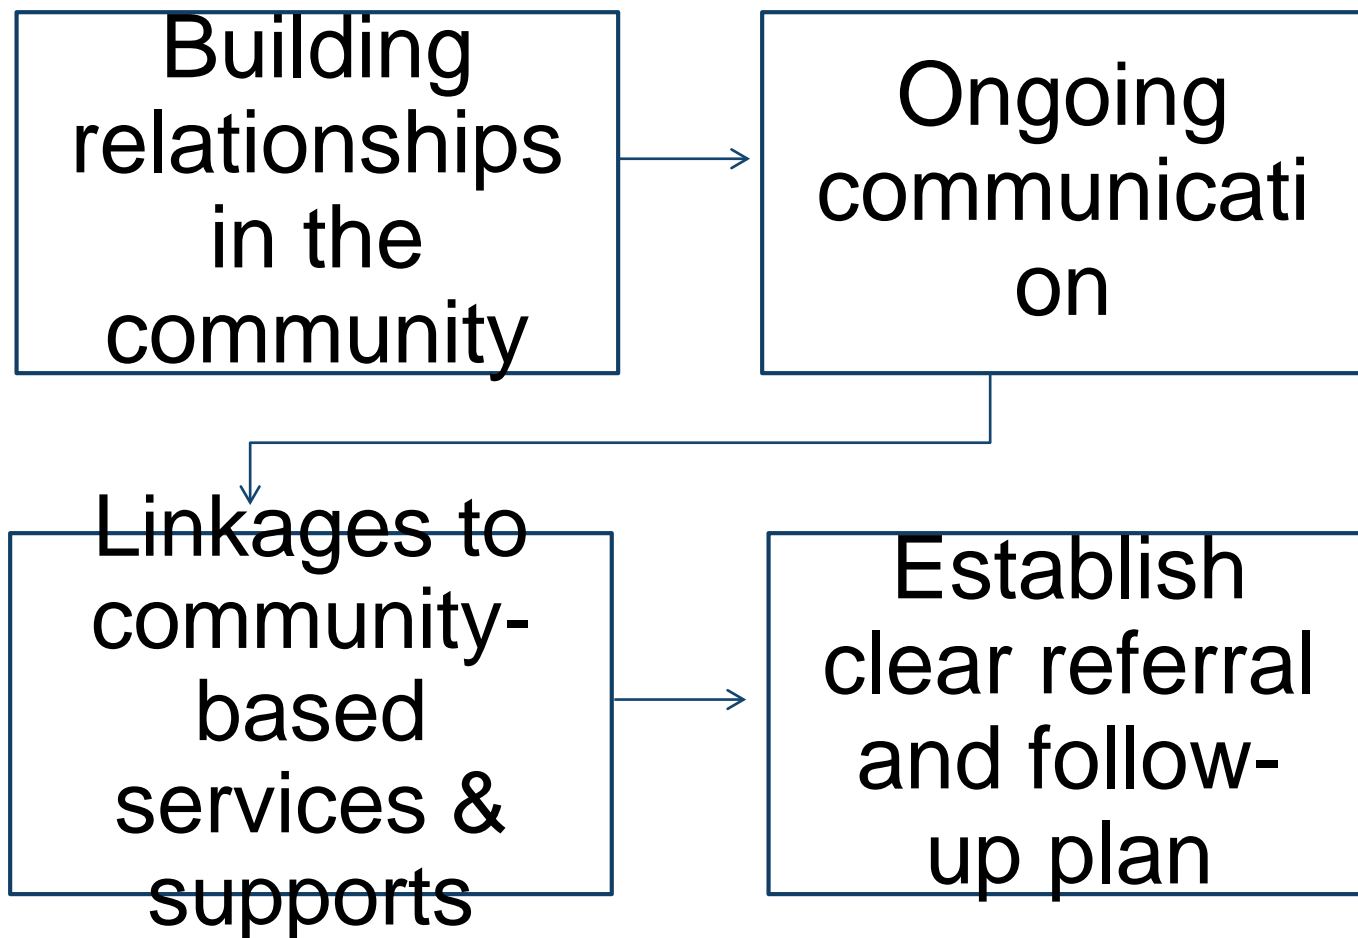 Building
relationships
in the
community
Ongoing
communicati
on
Linkages to
community-
based
services &
supports
Establish
clear referral
and follow-
up plan